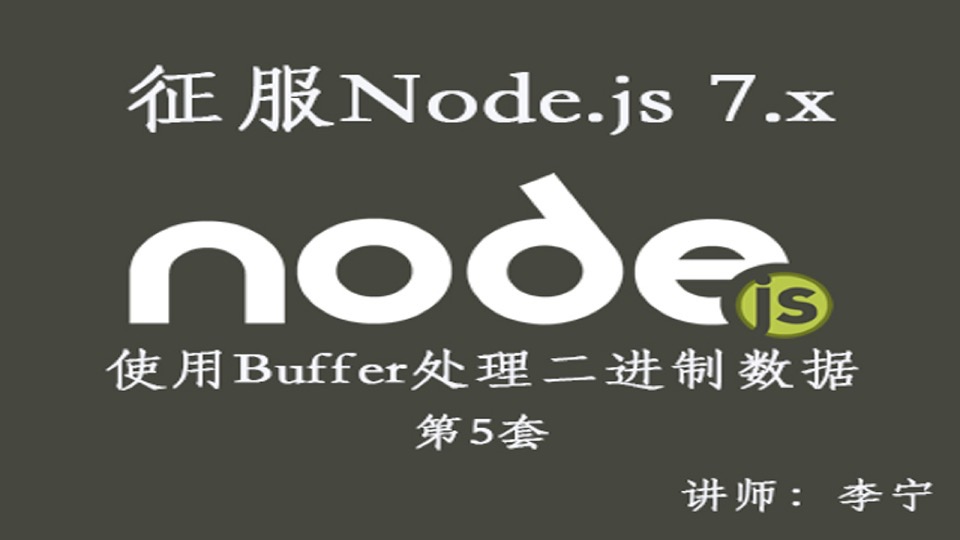 征服Node.js 7.x
node
js
使用Buffer处理二进制数据
第5套
讲师：李宁